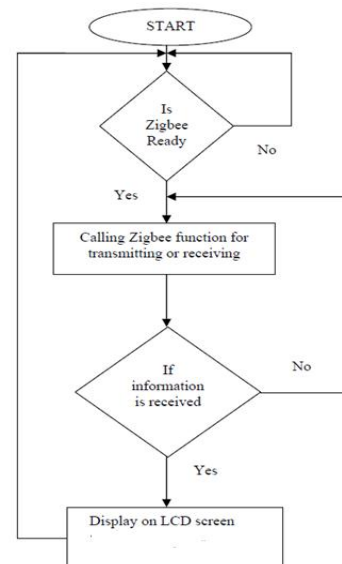 START
Is
Zigbee
Ready
No
Yes
Calling Zigbee function for
transmitting or receiving
If
information
is received
No
Yes
Display on LCD screen